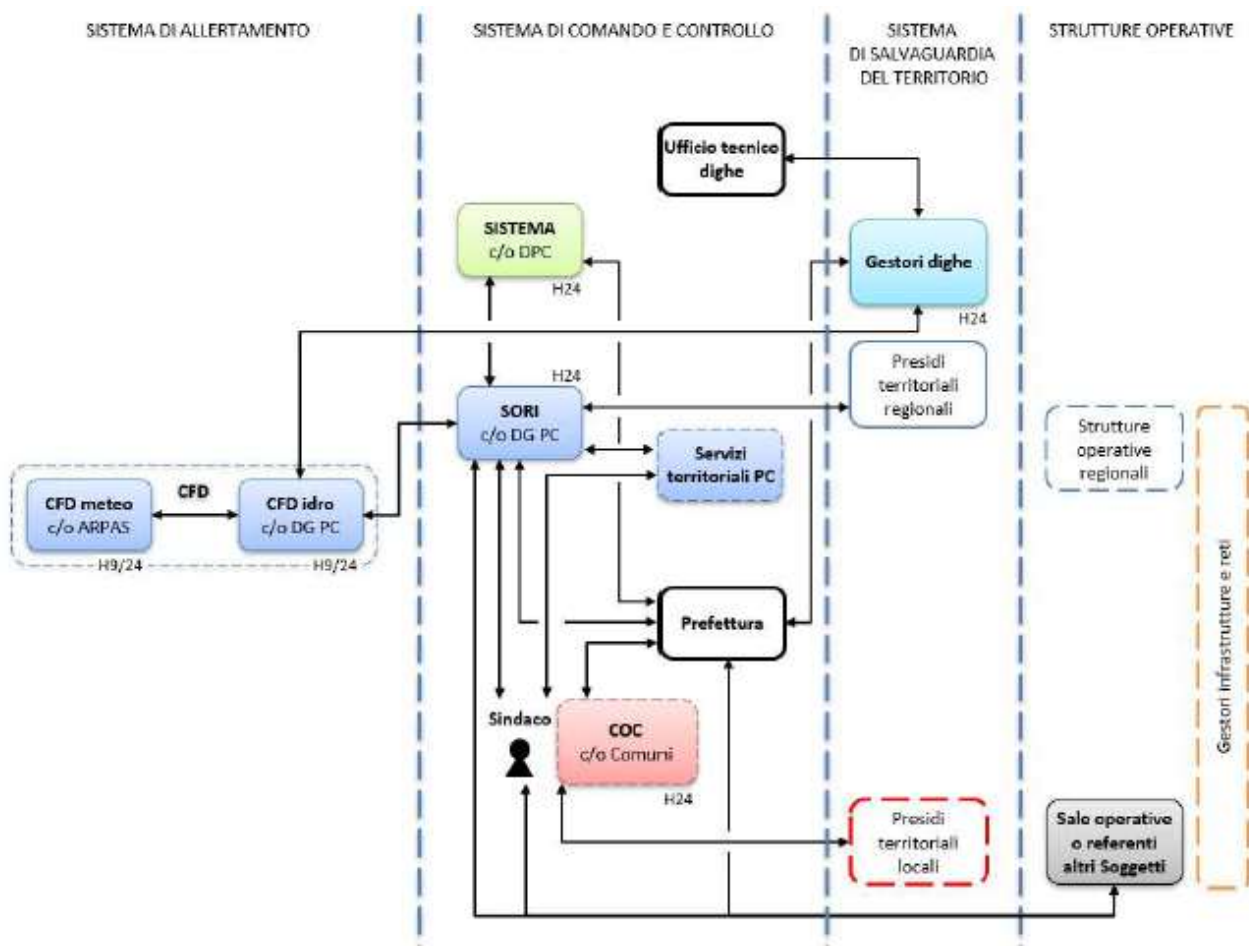 SISTEMA DI ALLERTAMENTO
SISTEMA DI COMANDO E CONTROLLO
SISTEMA
DI SALVAGUARDIA
DEL TERRITORIO
STRUTTURE OPERATIVE
Ufficio tecnico
dighe
SISTEMA
c/o DPC
H24
Gestori dighe
H24
Presidi
territoriali
regionali
H24
SORI
c/o DG PC
Servizi
territoriali PC
Strutture
operative
regionali
CFD
CFD meteo
c/o ARPAS
H9/24
CFD idro
c/o DG PC
H9/24
Prefettura
Sindaco
COC
c/o Comuni
H24
Presidi
territoriali
locali
Sale operative
o referenti
altri Soggetti
Gestori Infrastrutture e reti